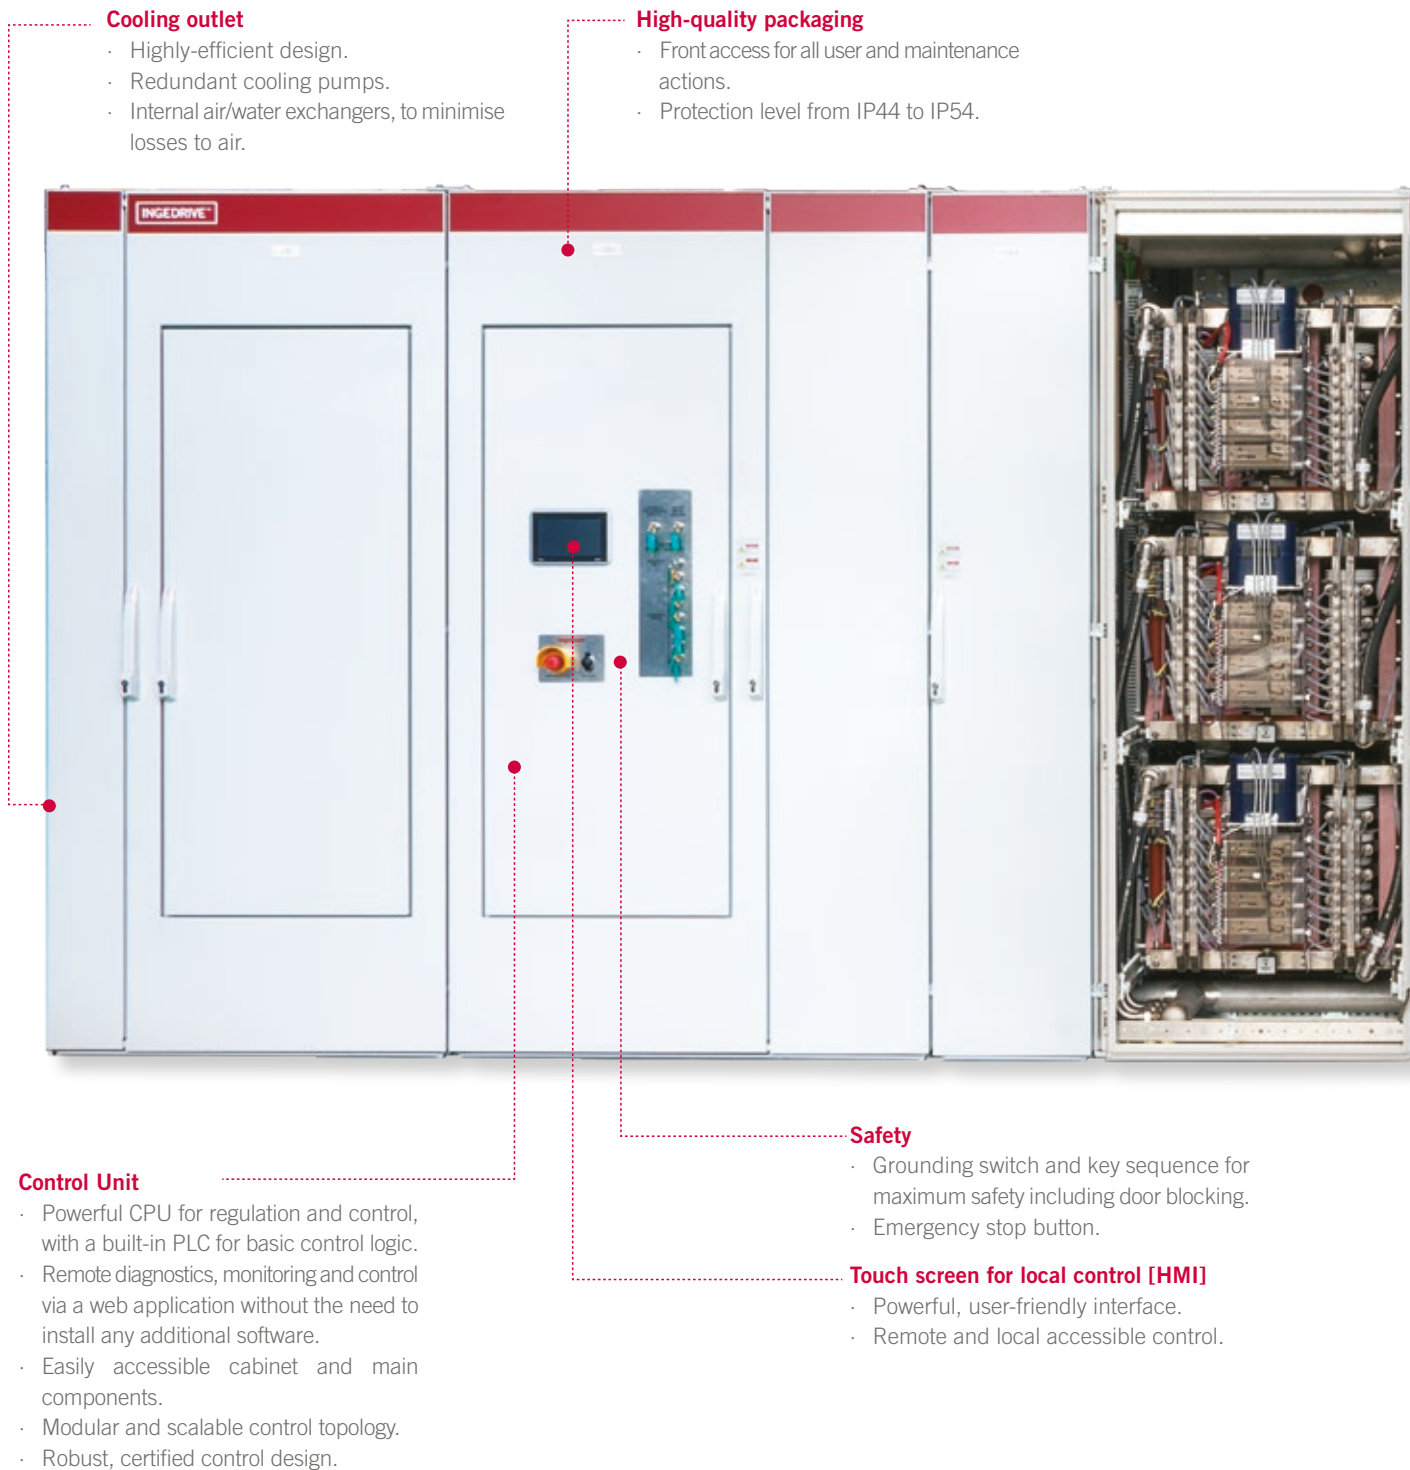 Cooling outlet
· Highly-efficient design.
· Redundant cooling pumps.
· Internal air/water exchangers, to minimise
losses to air.
High-quality packaging
· Front access for all user and maintenance
actions.
· Protection level from IP44 to IP54.
INGEDRIVE™
Safety
· Grounding switch and key sequence for
maximum safety including door blocking.
· Emergency stop button.
Control Unit
· Powerful CPU for regulation and control,
with a built-in PLC for basic control logic.
· Remote diagnostics, monitoring and control
via a web application without the need to
install any additional software.
· Easily accessible cabinet and main
components.
· Modular and scalable control topology.
· Robust, certified control design.
Touch screen for local control [HMI]
· Powerful, user-friendly interface.
· Remote and local accessible control.